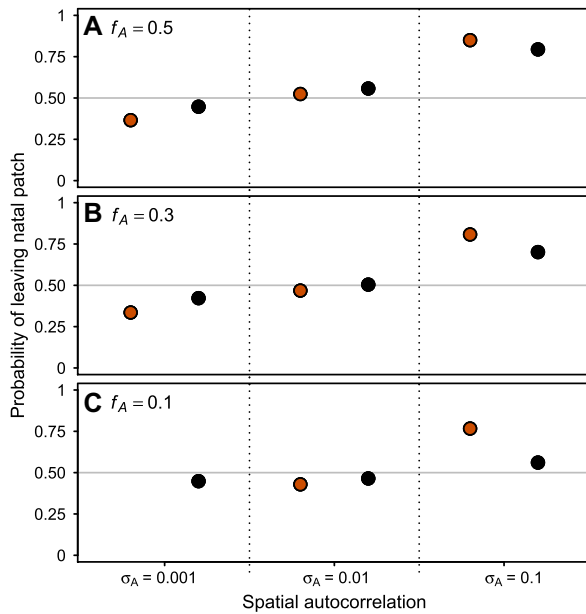 A f_A = 0.5
1
0.75
0.50
0.25
0
B f_A = 0.3
1
0.75
0.50
0.25
0
C f_A = 0.1
1
0.75
0.50
0.25
0
Probability of leaving natal patch
σ_A = 0.001 σ_A = 0.01 σ_A = 0.1
Spatial autocorrelation